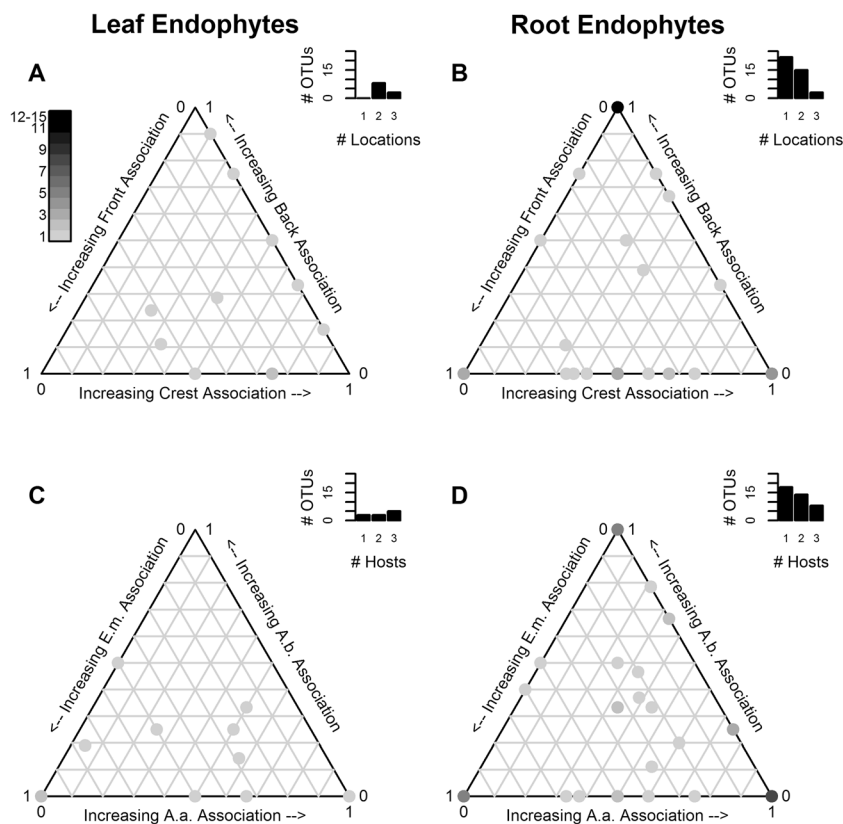 Leaf Endophytes
Root Endophytes
A
# OTUs
15
0
1 2 3
# Locations
12-15
11
9
7
5
3
1
0 1
<-- Increasing Front Association
<-- Increasing Back Association
1 0
0 1
Increasing Crest Association -->
B
# OTUs
15
0
1 2 3
# Locations
0 1
<-- Increasing Front Association
<-- Increasing Back Association
1 0
0 1
Increasing Crest Association -->
C
# OTUs
15
0
1 2 3
# Hosts
0 1
<-- Increasing E.m. Association
<-- Increasing A.b. Association
1 0
0 1
Increasing A.a. Association -->
D
# OTUs
15
0
1 2 3
# Hosts
0 1
<-- Increasing E.m. Association
<-- Increasing A.b. Association
1 0
0 1
Increasing A.a. Association -->